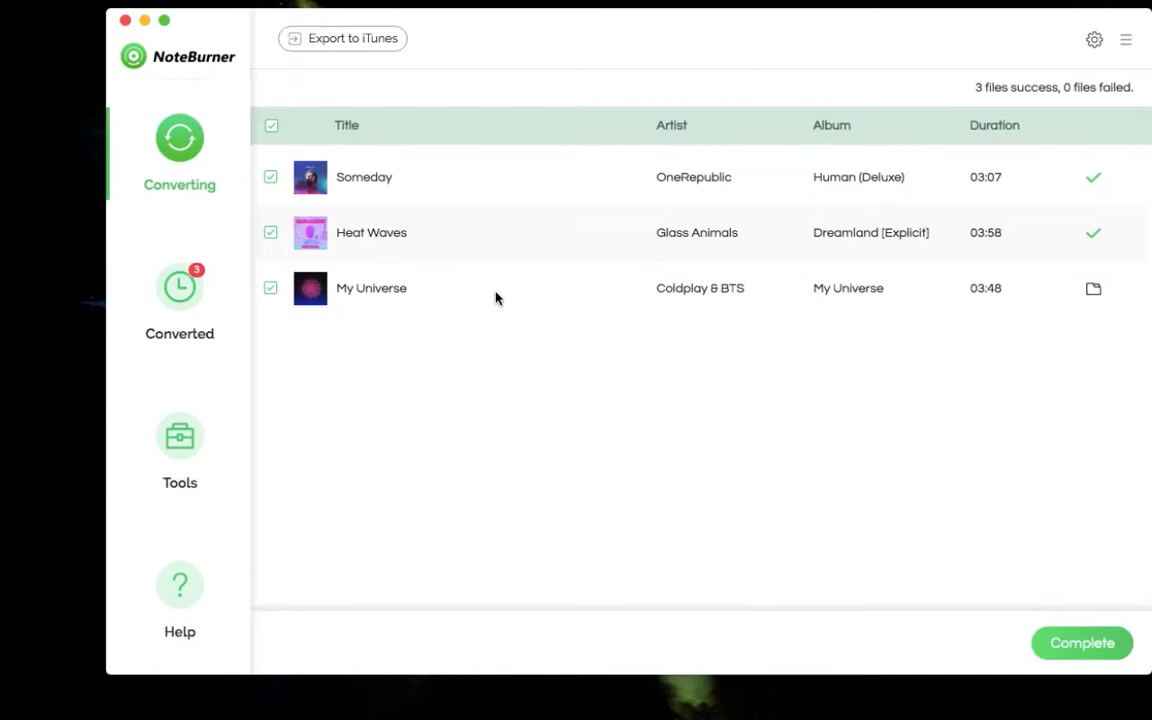 NoteBurner
Export to iTunes
3 files success, 0 files failed.
Title Artist Album Duration
Someday OneRepublic Human (Deluxe) 03:07
Heat Waves Glass Animals Dreamland [Explicit] 03:58
My Universe Coldplay & BTS My Universe 03:48
Converting
3
Converted
Tools
?
Help
Complete